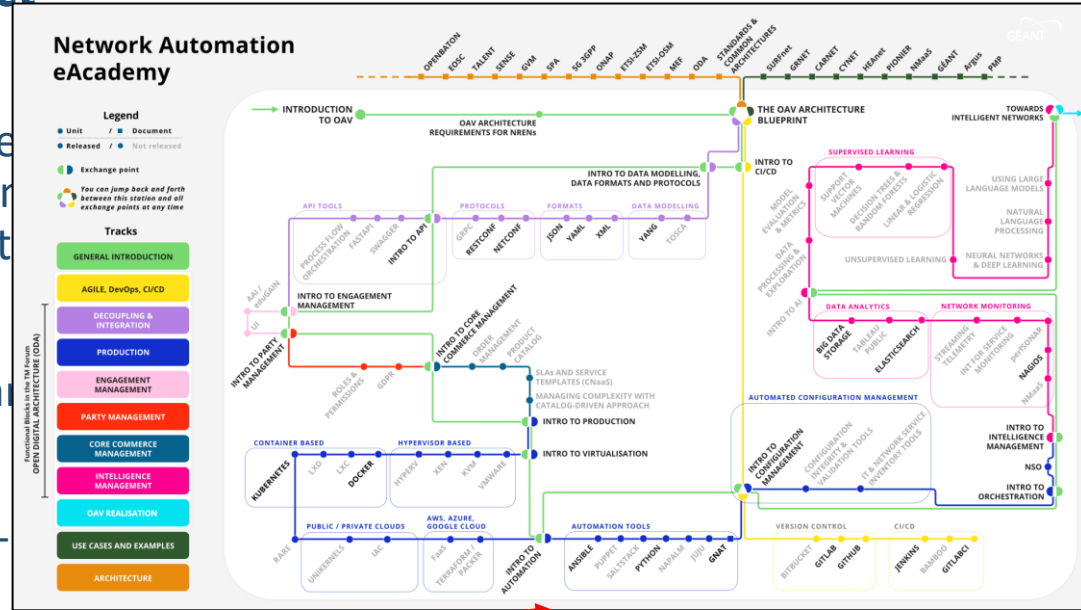 Network Automation
eAcademy
GÉANT
Legend
Unit / Document
Released / Not released
Exchange point
You can jump back and forth
between this station and all
exchange points at any time
Tracks
GENERAL INTRODUCTION
AGILE, DevOps, CI/CD
DECOUPLING &
INTEGRATION
PRODUCTION
ENGAGEMENT
MANAGEMENT
PARTY MANAGEMENT
CORE COMMERCE
MANAGEMENT
INTELLIGENCE
MANAGEMENT
OAV REALISATION
USE CASES AND EXAMPLES
ARCHITECTURE
Functional Blocks in the TM Forum
OPEN DIGITAL ARCHITECTURE (ODA)
OPENBATON
EOSC
TALENT
SENSE
GVM
SPA
5G 3GPP
ONAP
ETSI-ZSM
ETSI-OSM
MEF
ODA
STANDARDS &
COMMON
ARCHITECTURES
SURFnet
GRNET
CARNET
CYNET
HEAnet
PIONIER
NMaaS
GÉANT
Argus
PMP
INTRODUCTION
TO OAV
OAV ARCHITECTURE
REQUIREMENTS FOR NRENs
THE OAV ARCHITECTURE
BLUEPRINT
TOWARDS
INTELLIGENT NETWORKS
INTRO TO DATA MODELLING,
DATA FORMATS AND PROTOCOLS
INTRO TO
CI/CD
SUPERVISED LEARNING
MODEL
EVALUATION
& METRICS
SUPPORT
VECTOR
MACHINES
DECISION TREES &
RANDOM FORESTS
LINEAR & LOGISTIC
REGRESSION
USING LARGE
LANGUAGE MODELS
NATURAL
LANGUAGE
PROCESSING
NEURAL NETWORKS
& DEEP LEARNING
UNSUPERVISED LEARNING
DATA
PROCESSING &
EXPLORATION
INTRO TO AI
API TOOLS
PROCESS FLOW
ORCHESTRATION
FASTAPI
SWAGGER
INTRO TO API
PROTOCOLS
GRPC
RESTCONF
NETCONF
FORMATS
JSON
YAML
XML
DATA MODELLING
YANG
TOSCA
AAI /
eduGAIN
UI
INTRO TO ENGAGEMENT
MANAGEMENT
INTRO TO PARTY
MANAGEMENT
ROLES &
PERMISSIONS
GDPR
INTRO TO CORE
COMMERCE MANAGEMENT
ORDER
MANAGEMENT
PRODUCT
CATALOG
SLAs AND SERVICE
TEMPLATES (CNaaS)
MANAGING COMPLEXITY WITH
CATALOG-DRIVEN APPROACH
INTRO TO PRODUCTION
INTRO TO VIRTUALISATION
DATA ANALYTICS
BIG DATA
STORAGE
TABLEAU
PUBLIC
ELASTICSEARCH
NETWORK MONITORING
STREAMING
TELEMETRY
INT FOR SERVICE
MONITORING
perfSONAR
NAGIOS
NMaaS
INTRO TO
INTELLIGENCE
MANAGEMENT
NSO
INTRO TO
ORCHESTRATION
AUTOMATED CONFIGURATION MANAGEMENT
INTRO TO
CONFIGURATION
MANAGEMENT
CONFIGURATION
INTEGRITY &
VALIDATION TOOLS
IT & NETWORK SERVICE
INVENTORY TOOLS
CONTAINER BASED
KUBERNETES
LXD
LXC
DOCKER
HYPERVISOR BASED
HYPERV
XEN
KVM
VMWARE
PUBLIC / PRIVATE CLOUDS
RARE
UNIKERNELS
IAC
AWS, AZURE,
GOOGLE CLOUD
FaaS
TERRAFORM /
PACKER
INTRO TO
AUTOMATION
AUTOMATION TOOLS
ANSIBLE
PUPPET
SALTSTACK
PYTHON
NAPALM
JUJU
GNAT
VERSION CONTROL
BITBUCKET
GITLAB
GITHUB
CI/CD
JENKINS
BAMBOO
GITLABCI